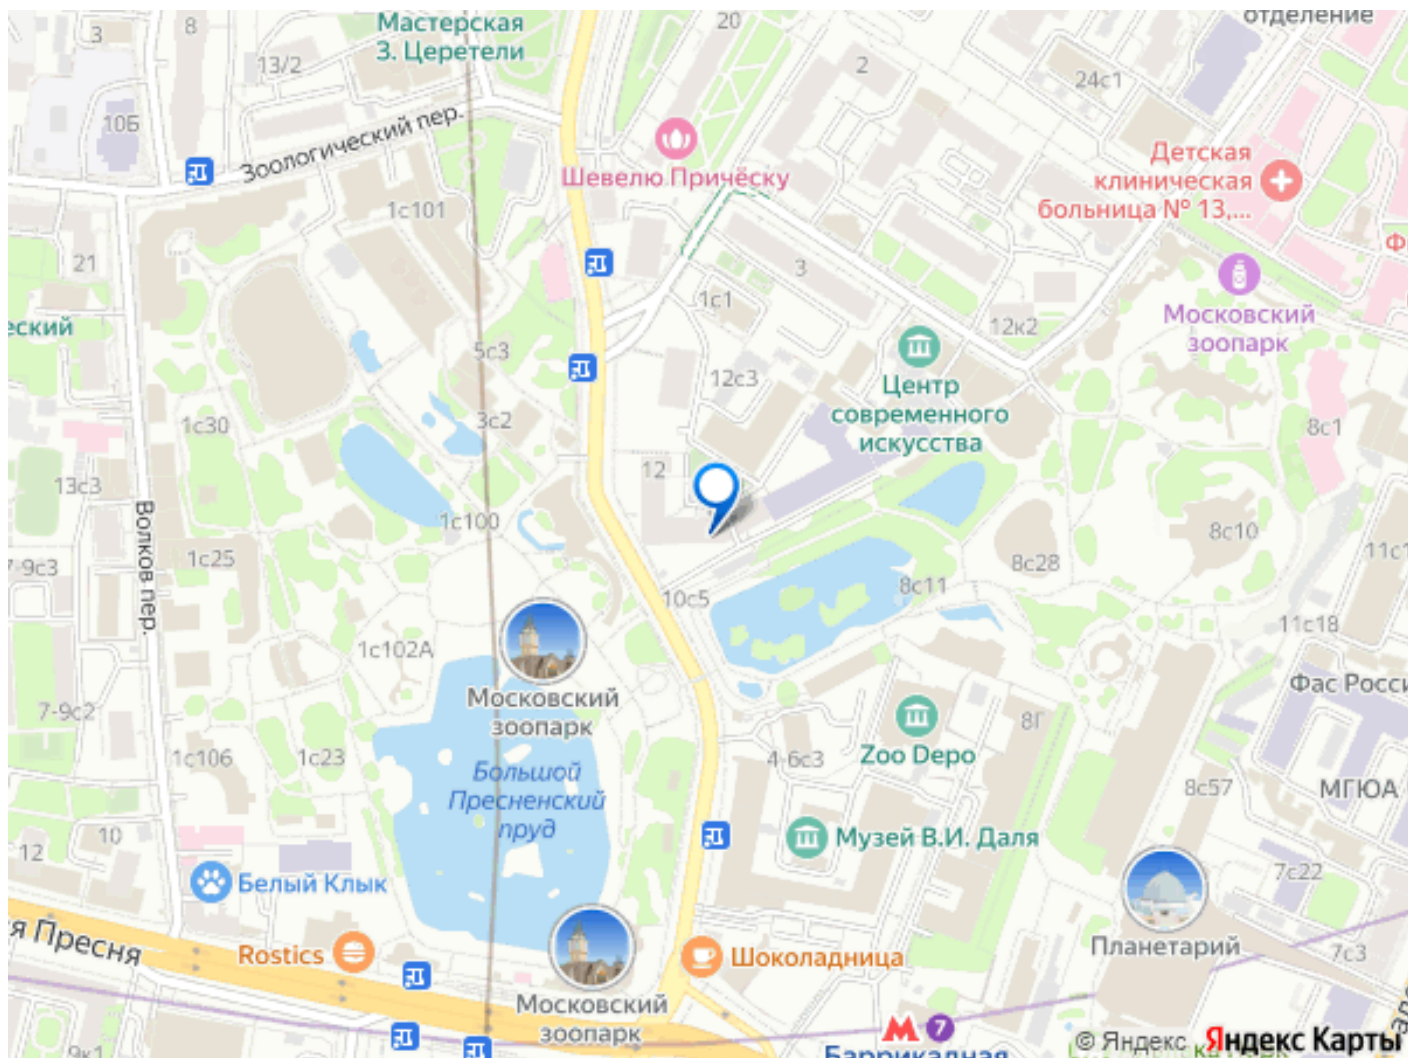 отделение
Мастерская
З. Церетели
20
8
3
13/2
2
24с1
10Б
Зоологический пер.
Шевелю Причёску
Детская
клиническая
больница № 13,...
1с101
21
3
1с1
Ф
еский
5с3
12к2
Московский
зоопарк
12с3
Центр
современного
искусства
3с2
1с30
8с1
12
13с3
Волков пер.
1с100
8с10
7-9с3
1с25
8с28
11с1
8с11
10с5
11с18
1с102А
Московский
зоопарк
Фас Росси
7-9с2
8Г
1с106
1с23
Zoo Depo
4-6с3
Большой
Пресненский
пруд
8с57
МГЮА
10
12
Музей В.И. Даля
7с22
Белый Клык
я Пресня
Rostics
Шоколадница
Планетарий
7с3
Московский
зоопарк
7
Баррикадная
9к1
© Яндекс Яндекс Карты